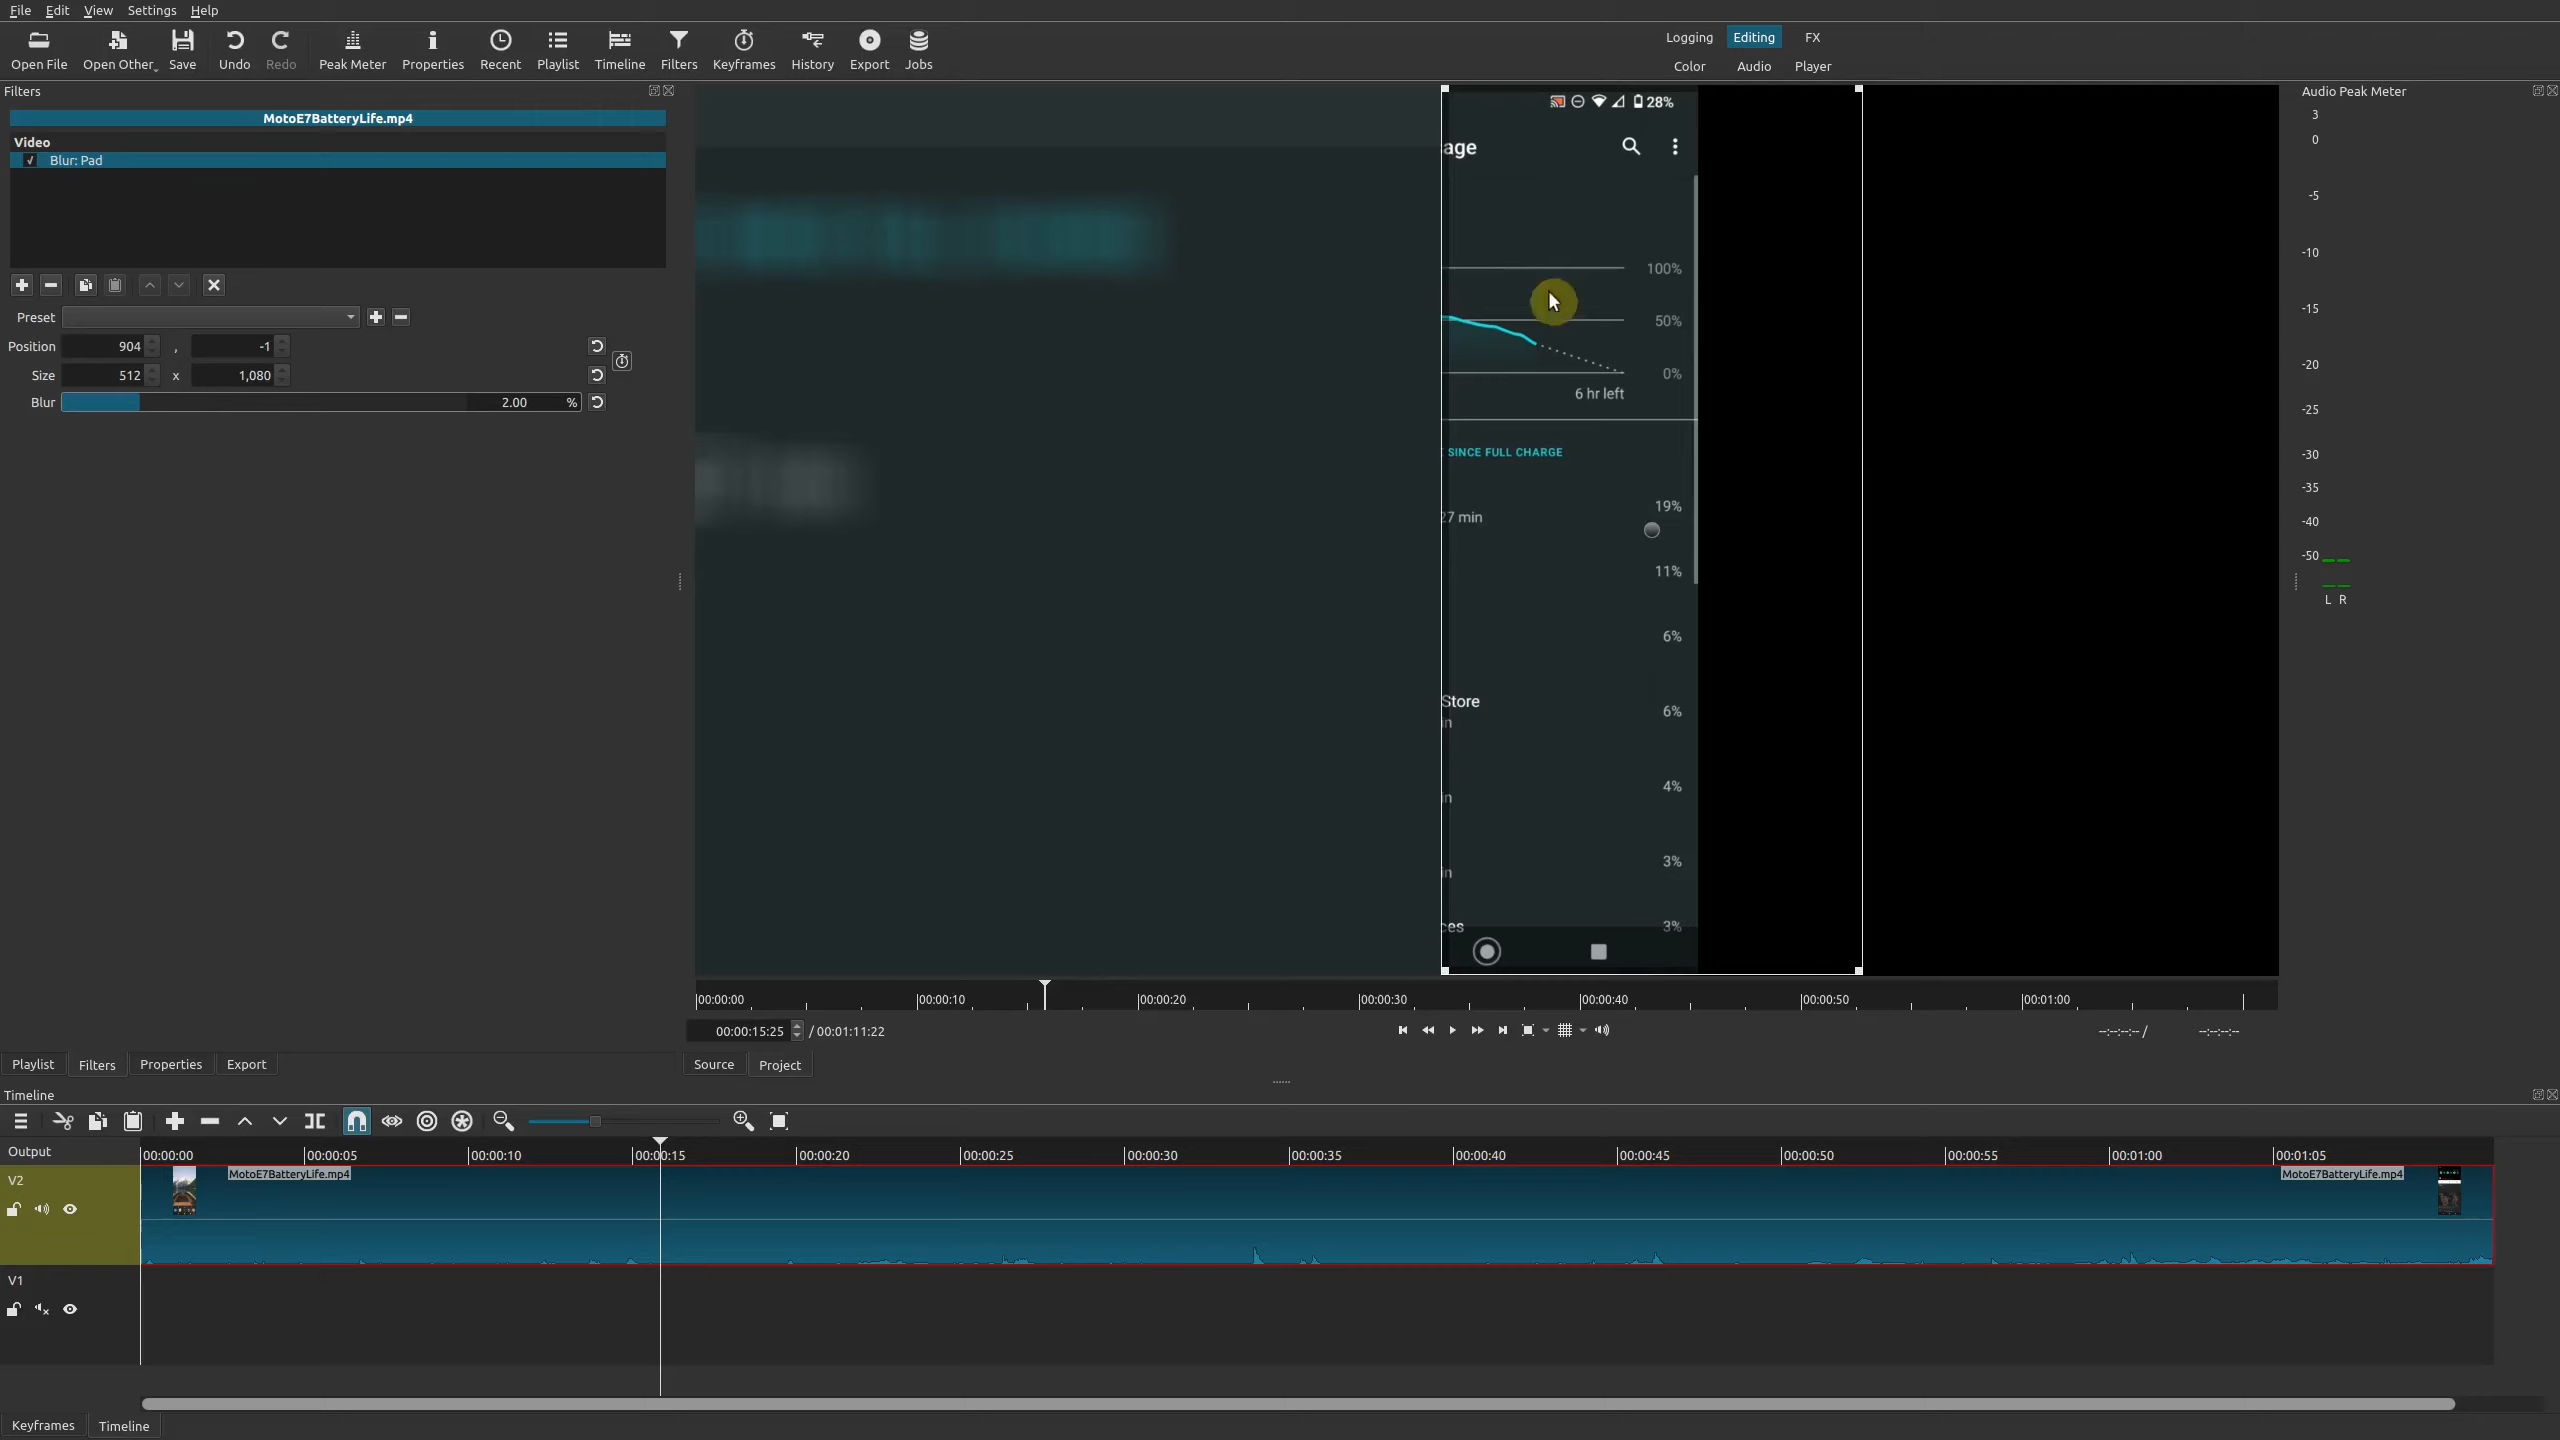 File Edit View Settings Help
Open File Open Other Save Undo Redo Peak Meter Properties Recent Playlist Timeline Filters Keyframes History Export Jobs
Logging Editing FX
Color Audio Player
Filters
MotoE7BatteryLife.mp4
Video
Blur: Pad
Preset
Position 904 , -1
Size 512 x 1,080
Blur 2.00 %
28%
age
100%
50%
0%
6 hr left
SINCE FULL CHARGE
19%
27 min
11%
6%
Store
6%
in
4%
in
3%
in
ces
3%
Audio Peak Meter
3
0
-5
-10
-15
-20
-25
-30
-35
-40
-50
L R
00:00:00 00:00:10 00:00:20 00:00:30 00:00:40 00:00:50 00:01:00
00:00:15:25 / 00:01:11:22
--:--:--:-- / --:--:--:--
Playlist Filters Properties Export
Source Project
Timeline
Output
00:00:00 00:00:05 00:00:10 00:00:15 00:00:20 00:00:25 00:00:30 00:00:35 00:00:40 00:00:45 00:00:50 00:00:55 00:01:00 00:01:05
V2
MotoE7BatteryLife.mp4 MotoE7BatteryLife.mp4
V1
Keyframes Timeline